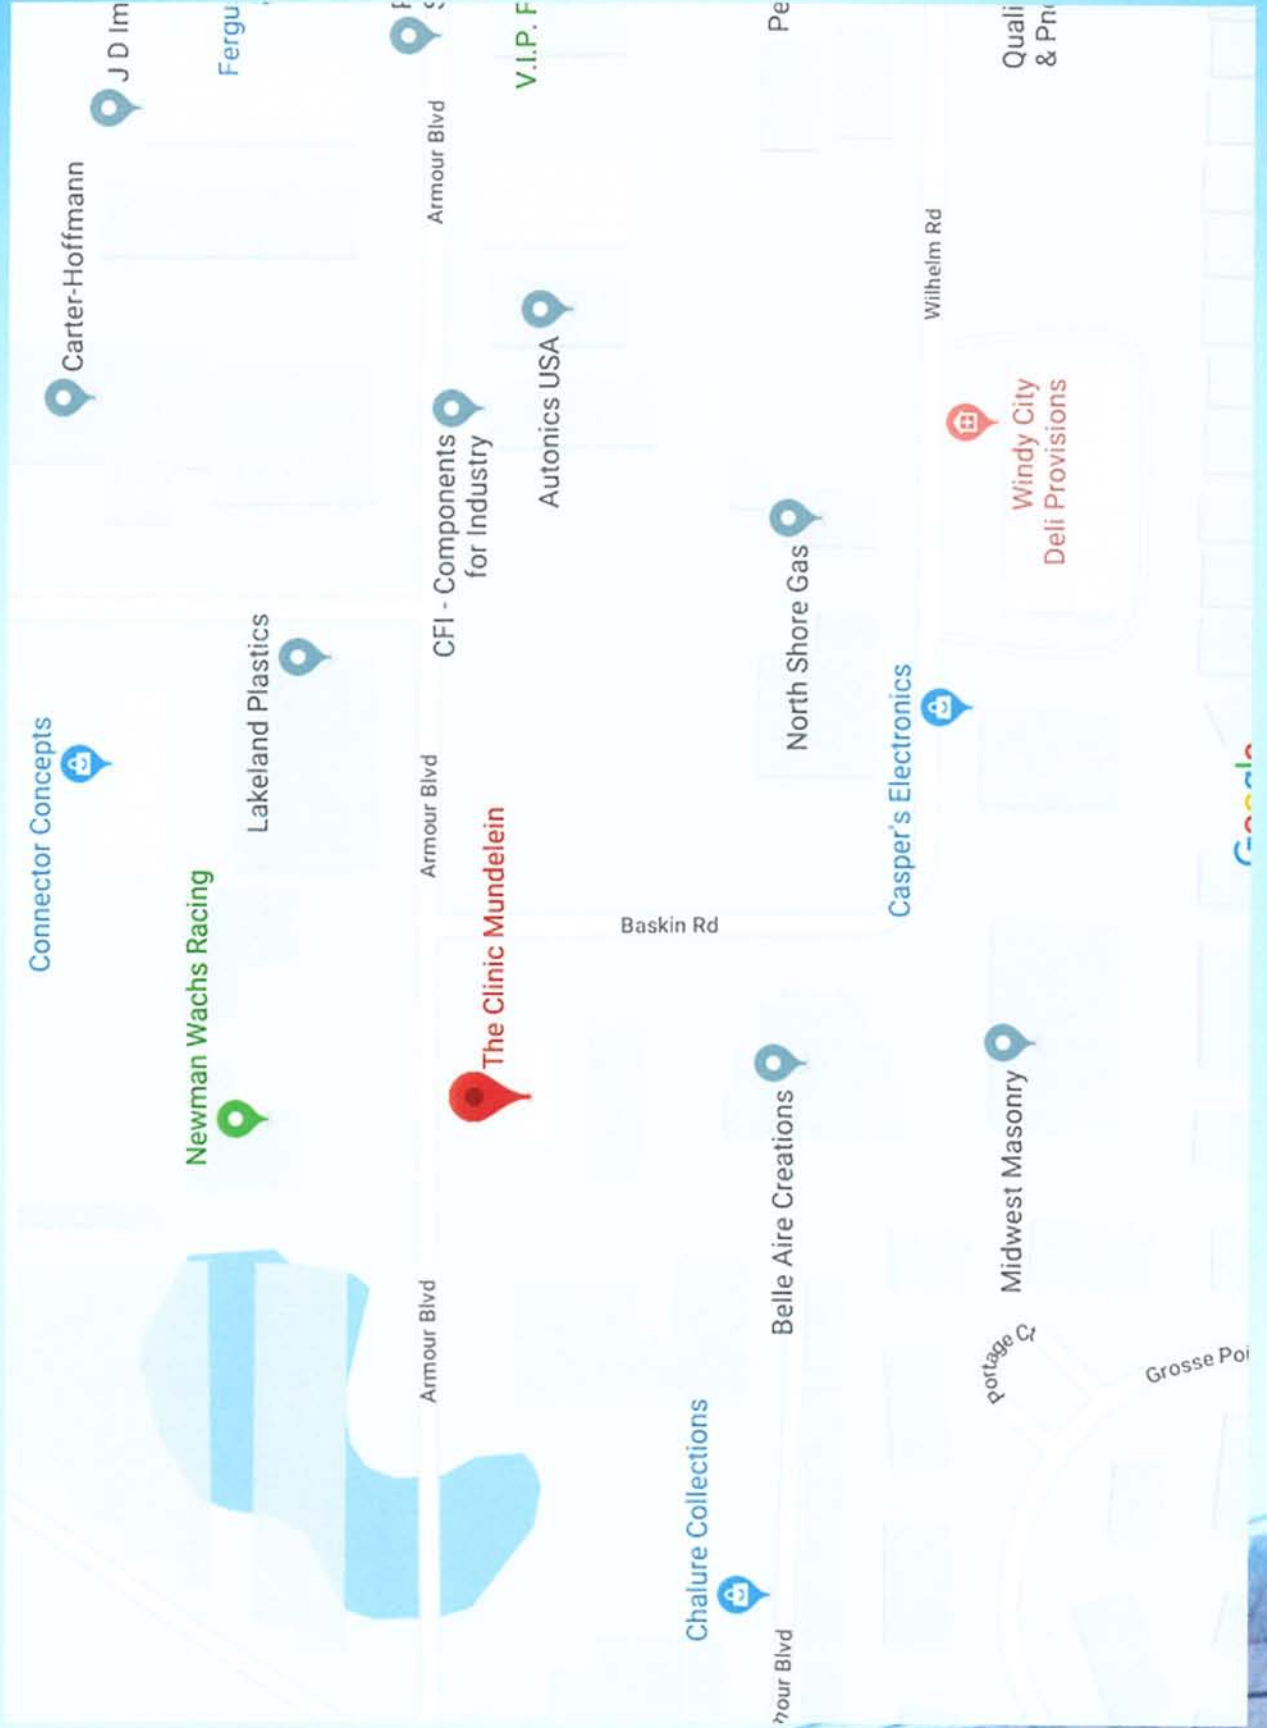 Connector Concepts
Carter-Hoffmann
J D Im
Newman Wachs Racing
Fergu
Lakeland Plastics
Armour Blvd
Armour Blvd
Armour Blvd
CFI - Components
for Industry
The Clinic Mundelein
V.I.P. F
Autonics USA
Baskin Rd
Chalure Collections
Belle Aire Creations
North Shore Gas
Pe
Blvd
Casper's Electronics
Wilhelm Rd
Portage Ct
Midwest Masonry
Windy City
Deli Provisions
Quali
& Pn
Grosse Poi